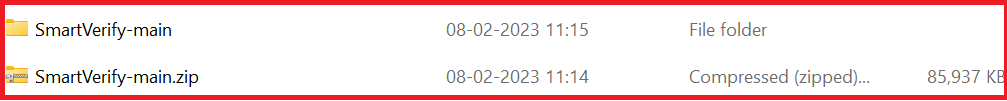 SmartVerify-main 08-02-2023 11:15 File folder
SmartVerify-main.zip 08-02-2023 11:14 Compressed (zipped)... 85,937 KB